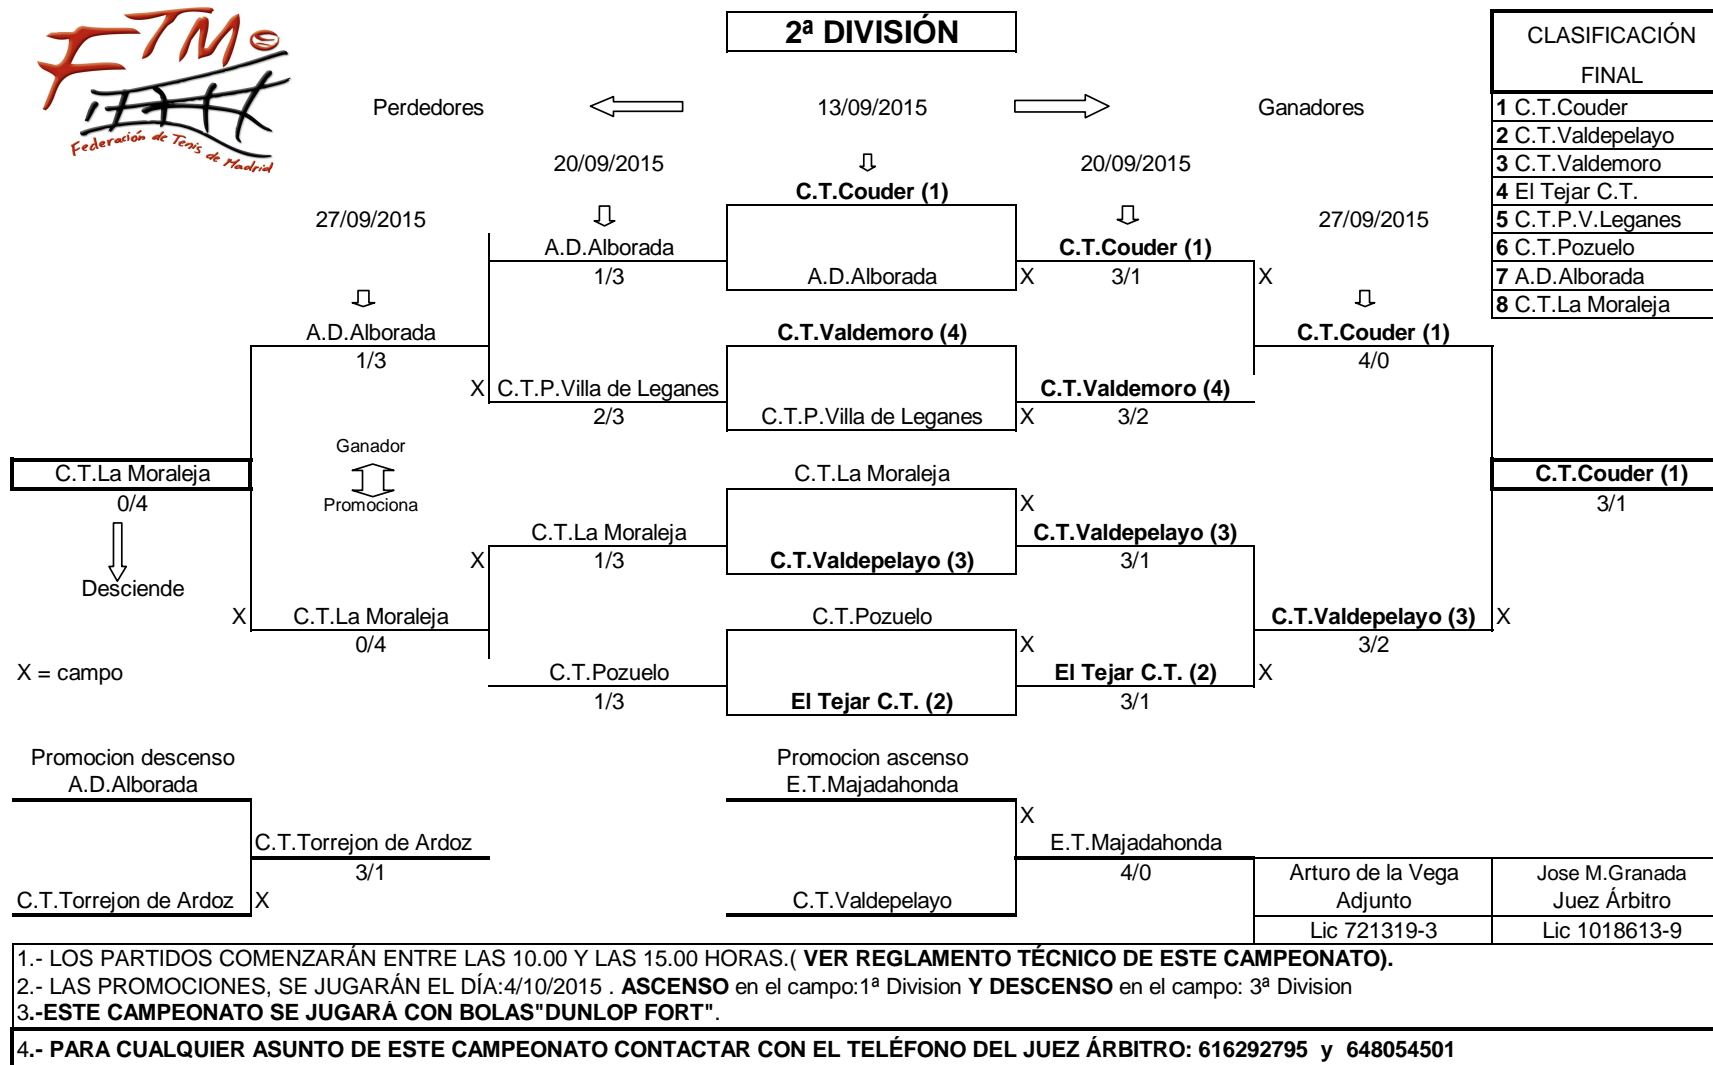 FTM
Federación de Tenis de Madrid
2ª DIVISIÓN
CLASIFICACIÓN
FINAL
1 C.T.Couder
2 C.T.Valdepelayo
3 C.T.Valdemoro
4 El Tejar C.T.
5 C.T.P.V.Leganes
6 C.T.Pozuelo
7 A.D.Alborada
8 C.T.La Moraleja
Perdedores 13/09/2015 Ganadores
20/09/2015 20/09/2015
C.T.Couder (1)
27/09/2015 27/09/2015
A.D.Alborada C.T.Couder (1)
1/3 A.D.Alborada X 3/1 X
A.D.Alborada C.T.Valdemoro (4) C.T.Couder (1)
1/3 4/0
X C.T.P.Villa de Leganes C.T.Valdemoro (4)
2/3 C.T.P.Villa de Leganes X 3/2
Ganador
C.T.La Moraleja C.T.La Moraleja C.T.Couder (1)
0/4 Promociona X 3/1
C.T.La Moraleja C.T.Valdepelayo (3)
X 1/3 C.T.Valdepelayo (3) 3/1
Desciende
X C.T.La Moraleja C.T.Pozuelo C.T.Valdepelayo (3) X
0/4 X 3/2
X = campo C.T.Pozuelo El Tejar C.T. (2) X
1/3 El Tejar C.T. (2) 3/1
Promocion descenso Promocion ascenso
A.D.Alborada E.T.Majadahonda
X
C.T.Torrejon de Ardoz E.T.Majadahonda
3/1 4/0 Arturo de la Vega Jose M.Granada
C.T.Torrejon de Ardoz X C.T.Valdepelayo Adjunto Juez Árbitro
Lic 721319-3 Lic 1018613-9
1.- LOS PARTIDOS COMENZARÁN ENTRE LAS 10.00 Y LAS 15.00 HORAS.( VER REGLAMENTO TÉCNICO DE ESTE CAMPEONATO).
2.- LAS PROMOCIONES, SE JUGARÁN EL DÍA:4/10/2015 . ASCENSO en el campo:1ª Division Y DESCENSO en el campo: 3ª Division
3.-ESTE CAMPEONATO SE JUGARÁ CON BOLAS"DUNLOP FORT".
4.- PARA CUALQUIER ASUNTO DE ESTE CAMPEONATO CONTACTAR CON EL TELÉFONO DEL JUEZ ÁRBITRO: 616292795 y 648054501